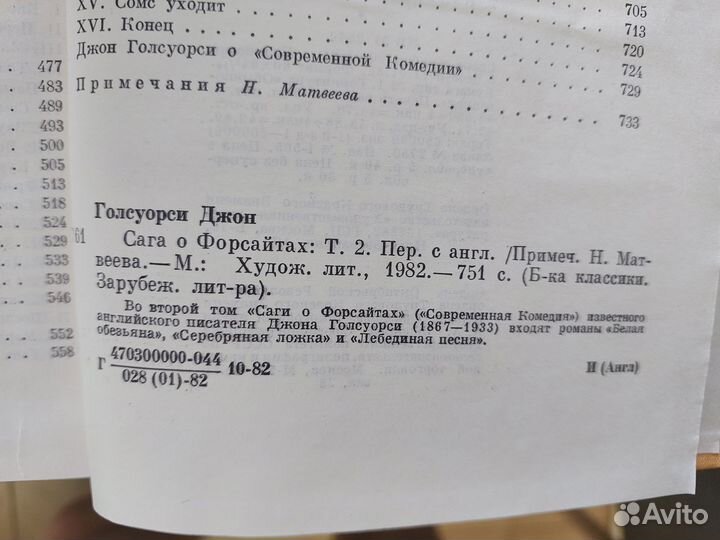 XV. Сомс уходит . . . . . . . . . . 705
XVI. Конец . . . . . . . . . . 713
720
Джон Голсуорси о «Современной Комедии» . . . . 724
729
Примечания Н. Матвеева . . . . . . . . . . 733
477
483
489
493
500
505
513
518
524
529
533
539
546
552
558
Голсуорси Джон
61
Сага о Форсайтах: Т. 2. Пер. с англ. /Примеч. Н. Мат-
веева.— М.: Худож. лит., 1982.— 751 с. (Б-ка классики.
Зарубеж. лит-ра).
Во второй том «Саги о Форсайтах» («Современная Комедия») известного
английского писателя Джона Голсуорси (1867—1933) входят романы «Белая
обезьяна», «Серебряная ложка» и «Лебединая песня».
Г 470300000-044 10-82
028 (01)-82
И (Англ)
Avito